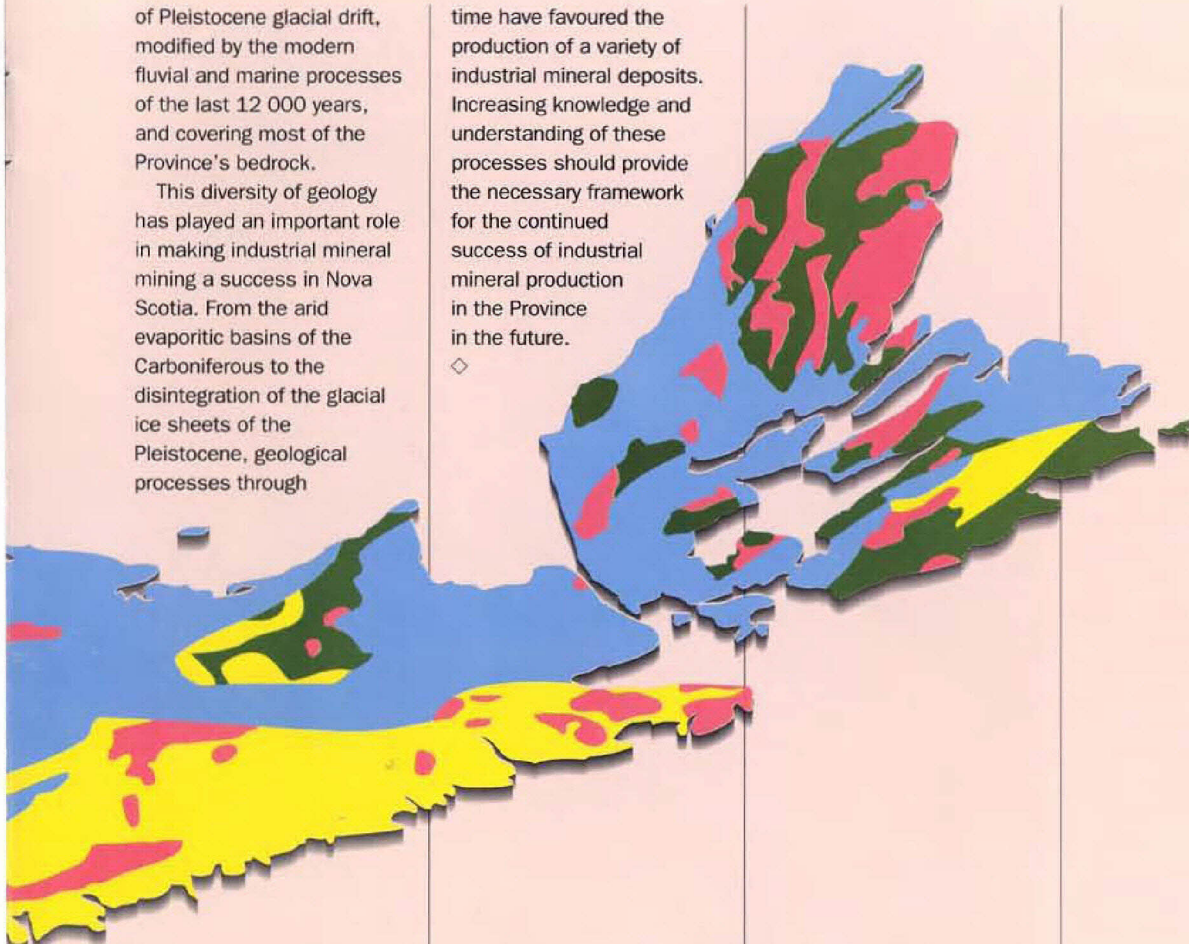 of Pleistocene glacial drift,
modified by the modern
fluvial and marine processes
of the last 12 000 years,
and covering most of the
Province's bedrock.
This diversity of geology
has played an important role
in making industrial mineral
mining a success in Nova
Scotia. From the arid
evaporitic basins of the
Carboniferous to the
disintegration of the glacial
ice sheets of the
Pleistocene, geological
processes through
time have favoured the
production of a variety of
industrial mineral deposits.
Increasing knowledge and
understanding of these
processes should provide
the necessary framework
for the continued
success of industrial
mineral production
in the Province
in the future.
◇